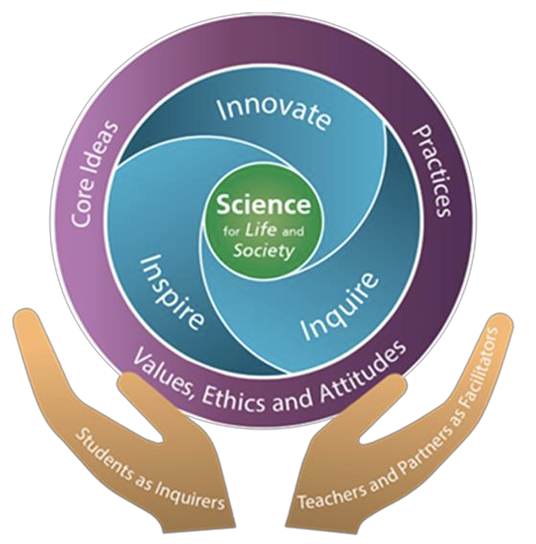 Innovate
Core Ideas
Practices
Science
for Life and
Society
Inspire
Inquire
Values, Ethics and Attitudes
Students as Inquirers
Teachers and Partners as Facilitators